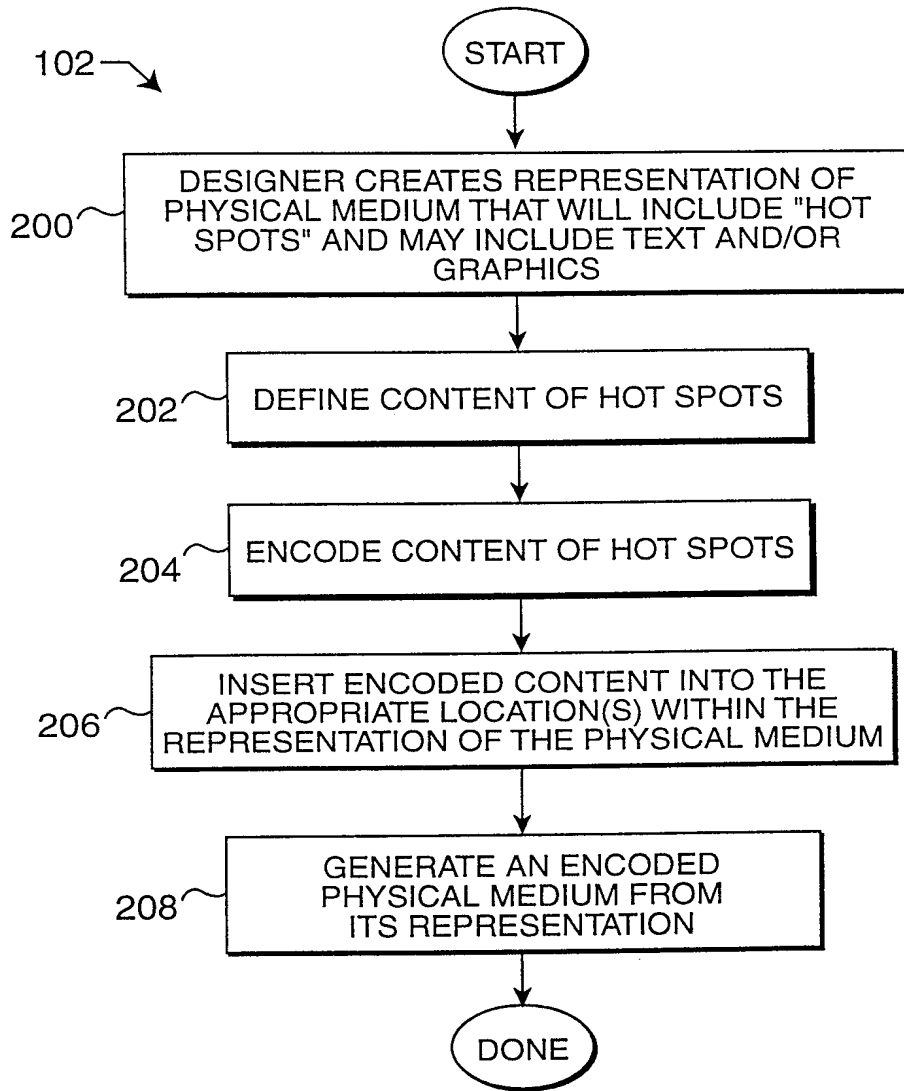 START
102
DESIGNER CREATES REPRESENTATION OF
PHYSICAL MEDIUM THAT WILL INCLUDE "HOT
SPOTS" AND MAY INCLUDE TEXT AND/OR
GRAPHICS
200
DEFINE CONTENT OF HOT SPOTS
202
ENCODE CONTENT OF HOT SPOTS
204
INSERT ENCODED CONTENT INTO THE
APPROPRIATE LOCATION(S) WITHIN THE
REPRESENTATION OF THE PHYSICAL MEDIUM
206
GENERATE AN ENCODED
PHYSICAL MEDIUM FROM
ITS REPRESENTATION
208
DONE